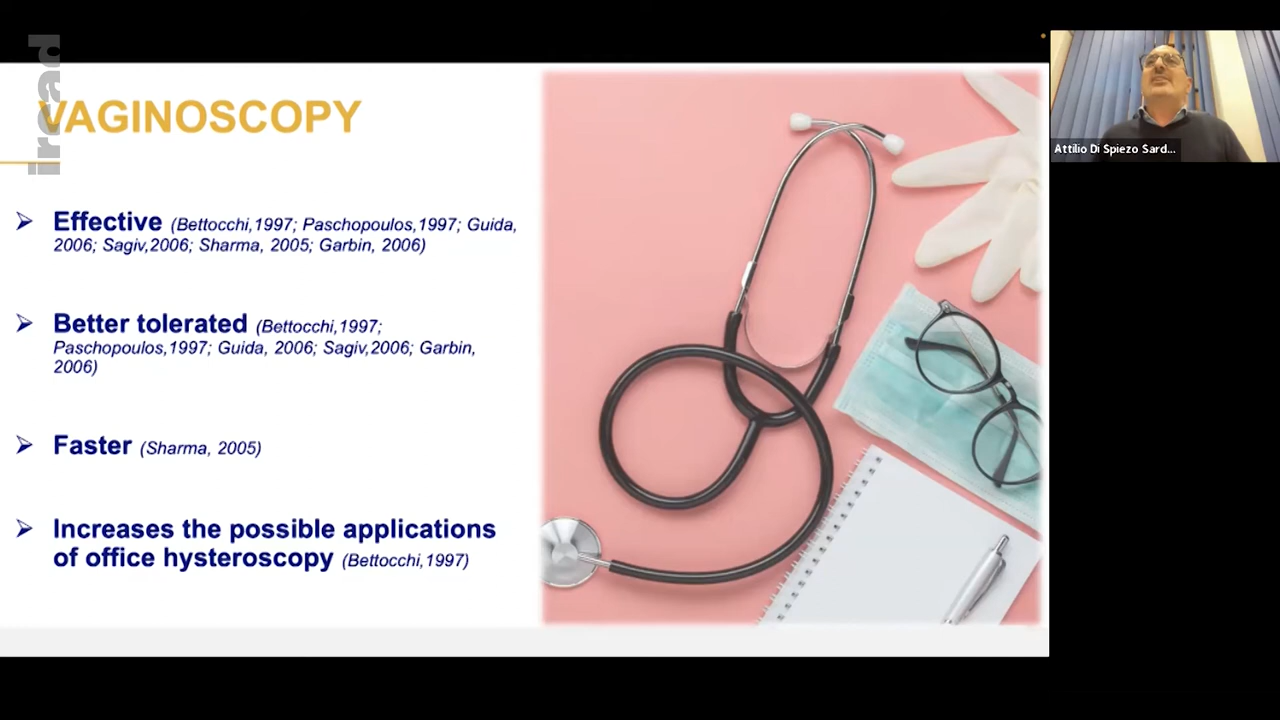 ircad
VAGINOSCOPY
➢ Effective (Bettocchi,1997; Paschopoulos,1997; Guida,
2006; Sagiv,2006; Sharma, 2005; Garbin, 2006)
➢ Better tolerated (Bettocchi,1997;
Paschopoulos,1997; Guida, 2006; Sagiv,2006; Garbin,
2006)
➢ Faster (Sharma, 2005)
➢ Increases the possible applications
of office hysteroscopy (Bettocchi,1997)
Attilio Di Spiezo Sard...